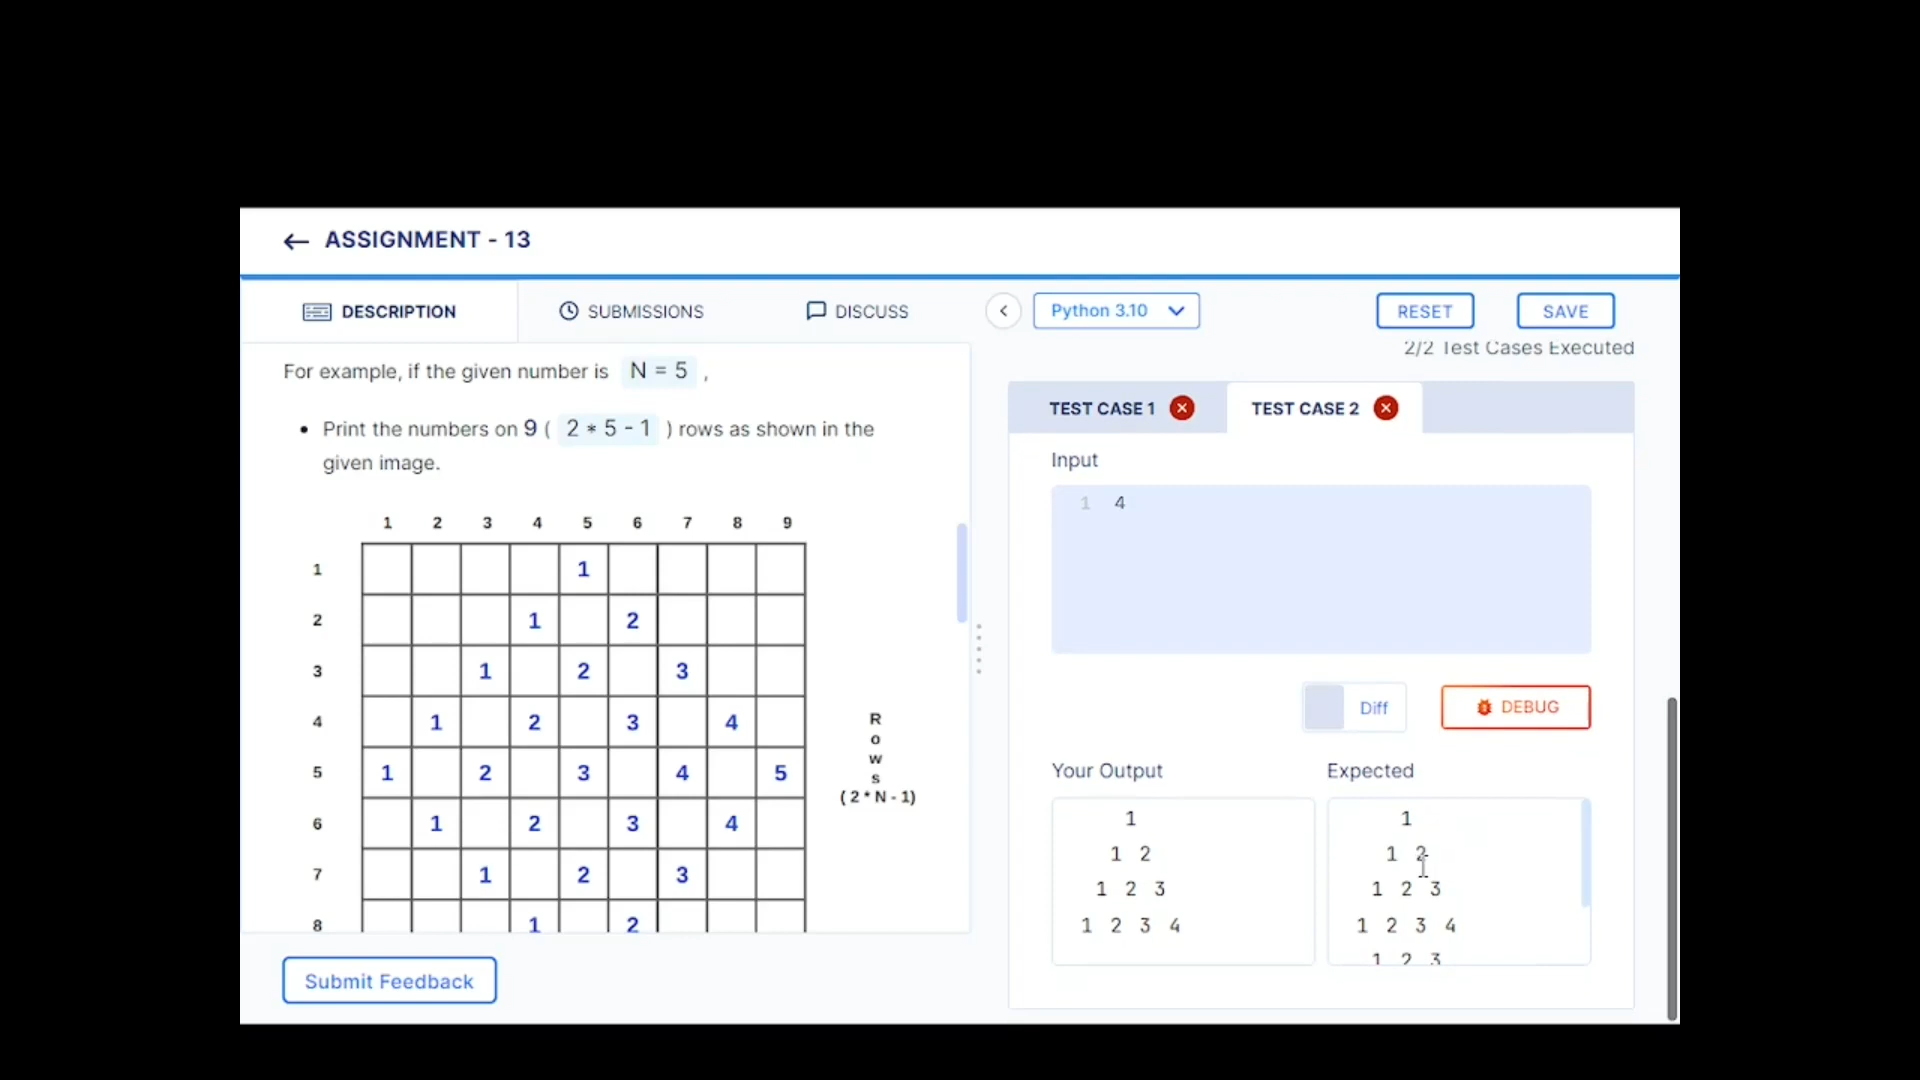 ASSIGNMENT - 13
DESCRIPTION
SUBMISSIONS
DISCUSS
For example, if the given number is N = 5 ,
Print the numbers on 9 ( 2 * 5 - 1 ) rows as shown in the
given image.
1 2 3 4 5 6 7 8 9
1 1
2 1 2
3 1 2 3
4 1 2 3 4
5 1 2 3 4 5
6 1 2 3 4
7 1 2 3
8 1 2
Rows
( 2 * N - 1)
Submit Feedback
Python 3.10
RESET
SAVE
2/2 Test Cases Executed
TEST CASE 1
TEST CASE 2
Input
1 4
Diff
DEBUG
Your Output
1
1 2
1 2 3
1 2 3 4
Expected
1
1 2
1 2 3
1 2 3 4
1 2 3